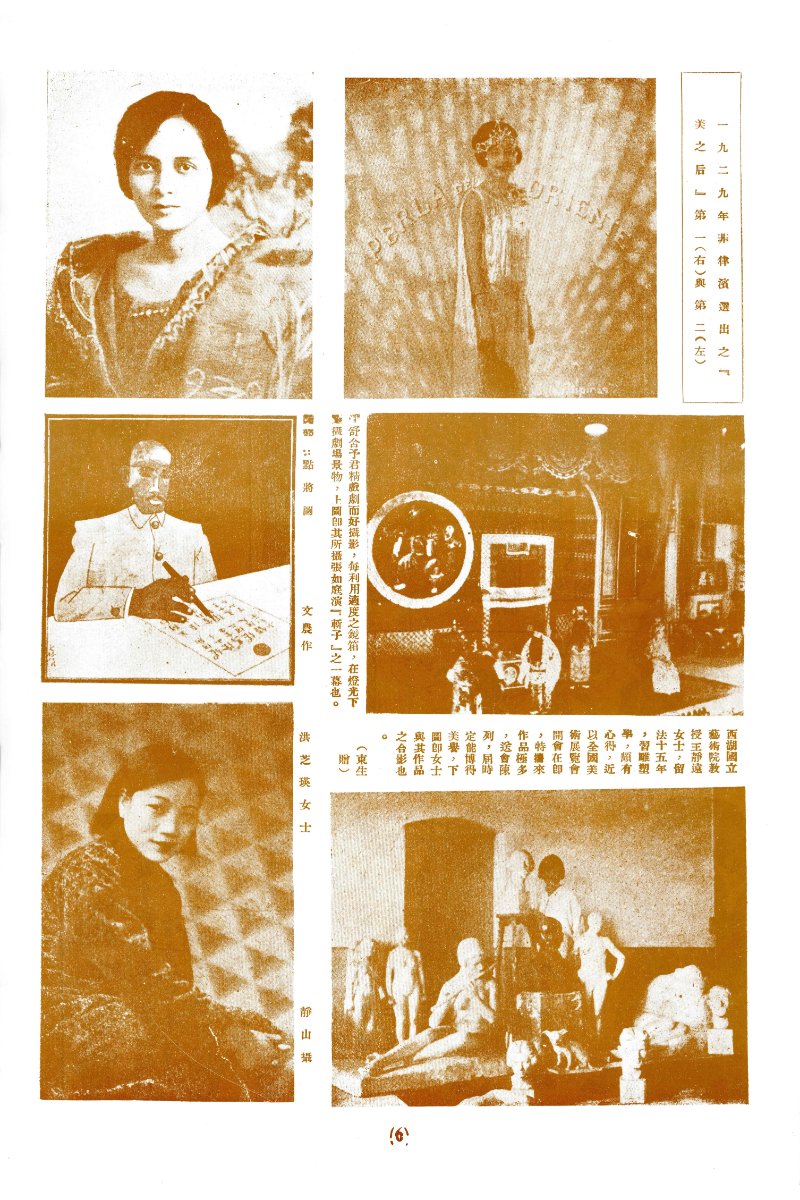 一九二九年菲律濱選出之『
美之后』第一(右)與第二(左)
PERLA DEL ORIENTE
舒舍予君精戲劇而好攝影，每利用適度之鏡箱，在燈光下
攝劇場景物，上圖卽其所攝張如庭演『斬子』之一幕也。
點將
文農作
西湖國立
藝術院教
授王靜遠
女士，留
法十五年
，習雕塑
學，頗有
心得，近
以全國美
術展覽會
開會在卽
，特攜來
作品極多
，送會陳
列，屆時
定能博得
美譽，下
圖卽女士
與其作品
之合影也
。
（東生
贈）
洪芝瑛女士
靜山攝
(6)